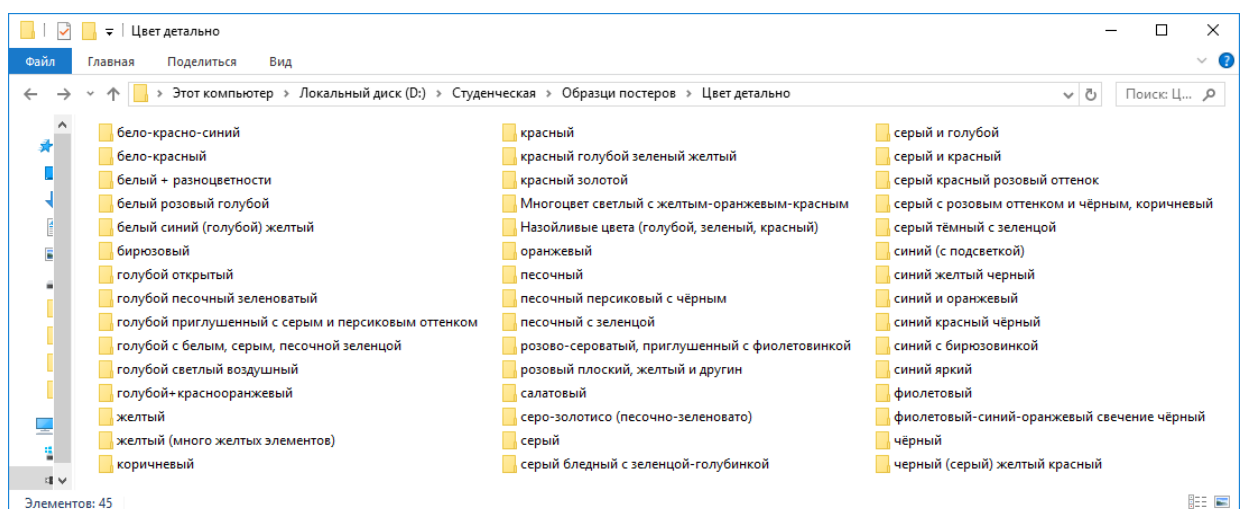 Цвет детально
Файл Главная Поделиться Вид
Этот компьютер > Локальный диск (D:) > Студенческая > Образци постеров > Цвет детально
Поиск: Ц...
бело-красно-синий
бело-красный
белый + разноцветности
белый розовый голубой
белый синий (голубой) желтый
бирюзовый
голубой открытый
голубой песочный зеленоватый
голубой приглушенный с серым и персиковым оттенком
голубой с белым, серым, песочной зеленцой
голубой светлый воздушный
голубой+краснооранжевый
желтый
желтый (много желтых элементов)
коричневый
красный
красный голубой зеленый желтый
красный золотой
Многоцвет светлый с желтым-оранжевым-красным
Назойливые цвета (голубой, зеленый, красный)
оранжевый
песочный
песочный персиковый с чёрным
песочный с зеленцой
розово-сероватый, приглушенный с фиолетовинкой
розовый плоский, желтый и другин
салатовый
серо-золотисо (песочно-зеленовато)
серый
серый бледный с зеленцой-голубинкой
серый и голубой
серый и красный
серый красный розовый оттенок
серый с розовым оттенком и чёрным, коричневый
серый тёмный с зеленцой
синий (с подсветкой)
синий желтый черный
синий и оранжевый
синий красный чёрный
синий с бирюзовинкой
синий яркий
фиолетовый
фиолетовый-синий-оранжевый свечение чёрный
чёрный
черный (серый) желтый красный
Элементов: 45